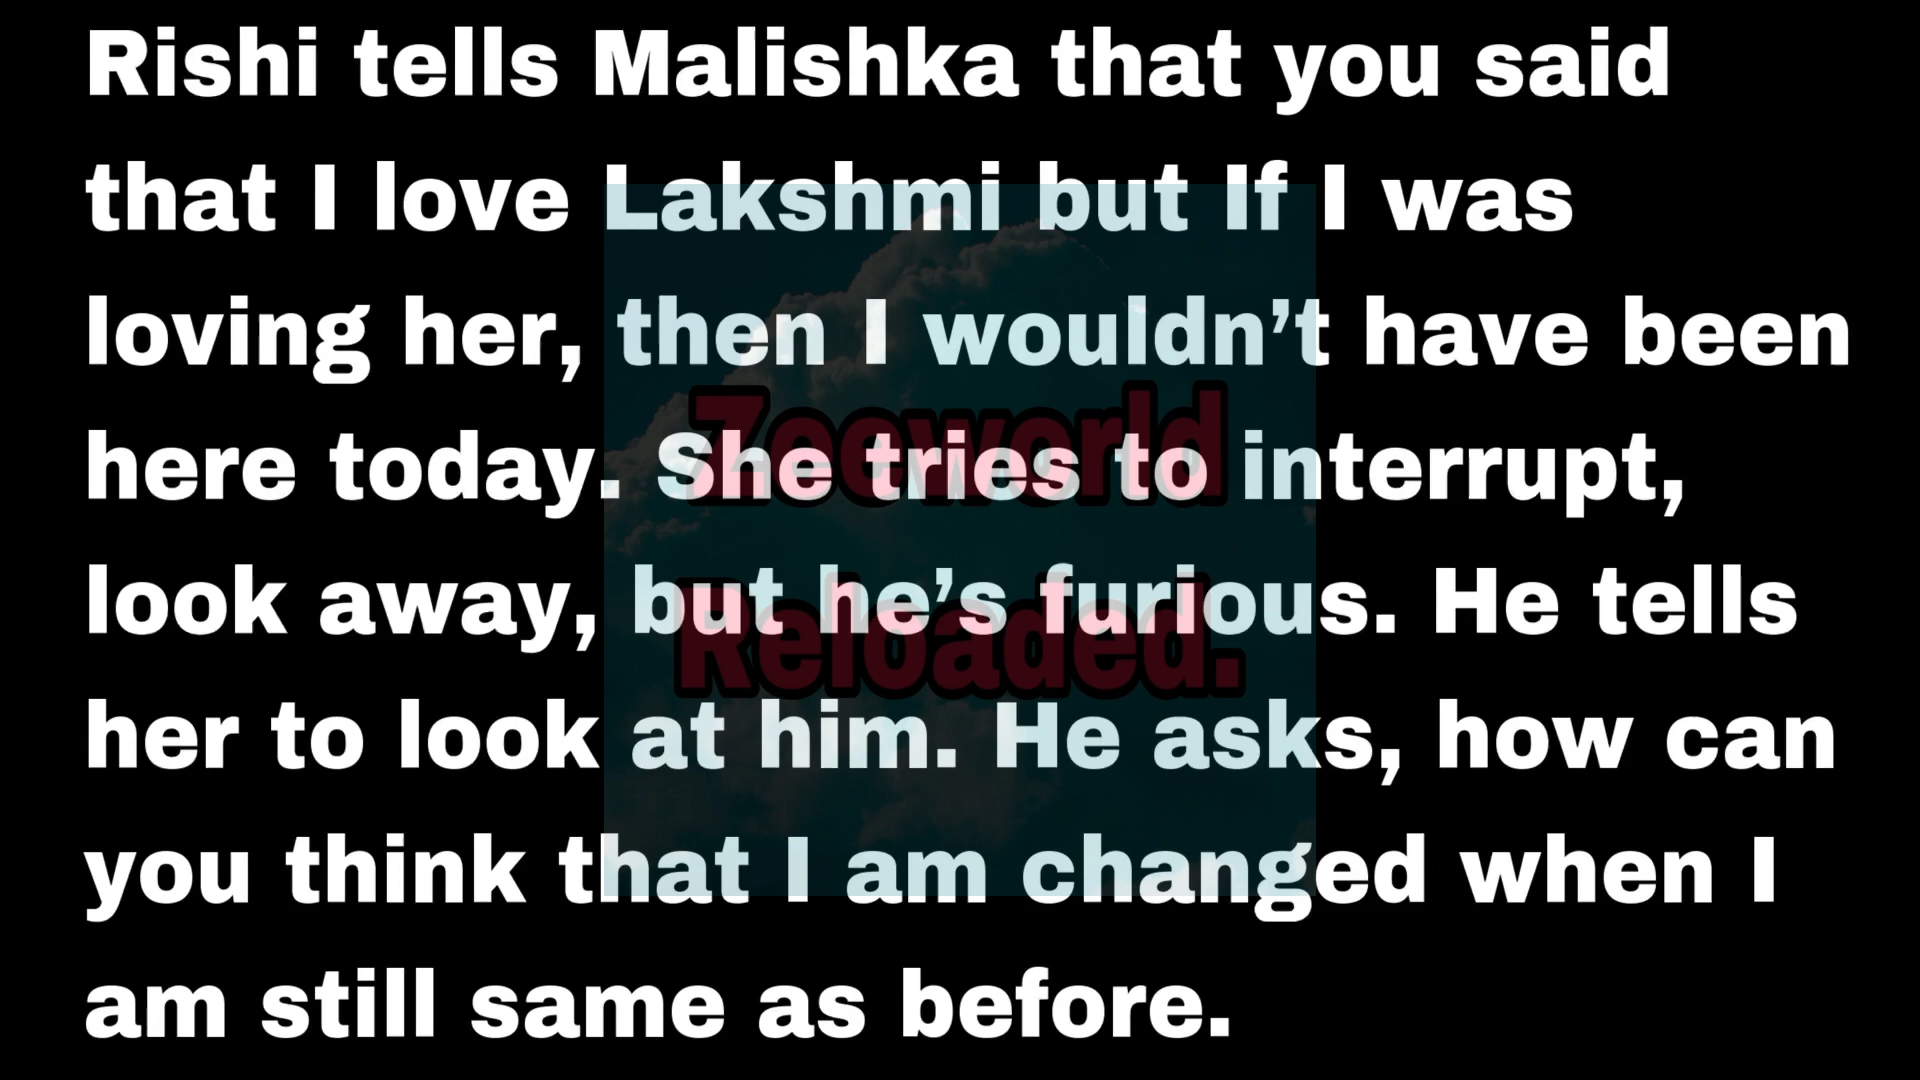 Rishi tells Malishka that you said
that I love Lakshmi but If I was
loving her, then I wouldn’t have been
here today. She tries to interrupt,
look away, but he’s furious. He tells
her to look at him. He asks, how can
you think that I am changed when I
am still same as before.
Zeeworld
Reloaded.